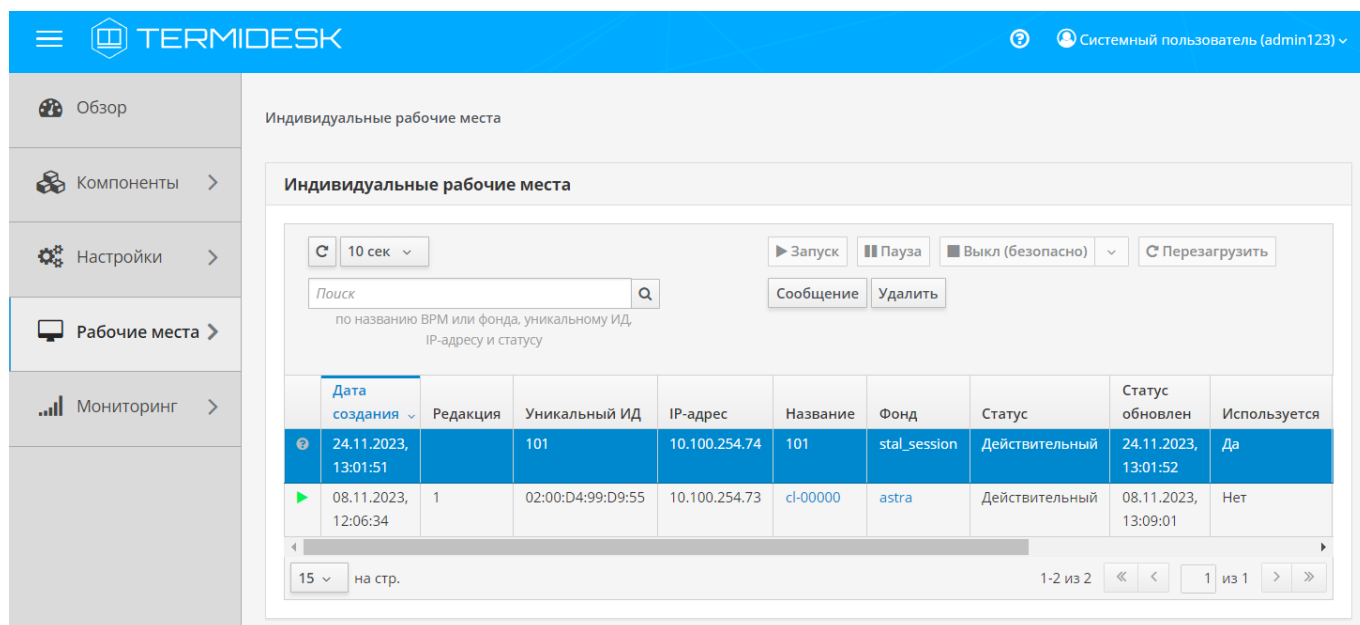 TERMIDESK
Системный пользователь (admin123)
Обзор
Компоненты
Настройки
Рабочие места
Мониторинг
Индивидуальные рабочие места
Индивидуальные рабочие места
10 сек
Запуск Пауза Выкл (безопасно) Перезагрузить
Поиск
Сообщение Удалить
по названию ВРМ или фонда, уникальному ИД,
IP-адресу и статусу
Дата создания Редакция Уникальный ИД IP-адрес Название Фонд Статус Статус обновлен Используется
24.11.2023, 13:01:51 101 10.100.254.74 101 stal_session Действительный 24.11.2023, 13:01:52 Да
08.11.2023, 12:06:34 1 02:00:D4:99:D9:55 10.100.254.73 cl-00000 astra Действительный 08.11.2023, 13:09:01 Нет
15 на стр. 1-2 из 2 1 из 1